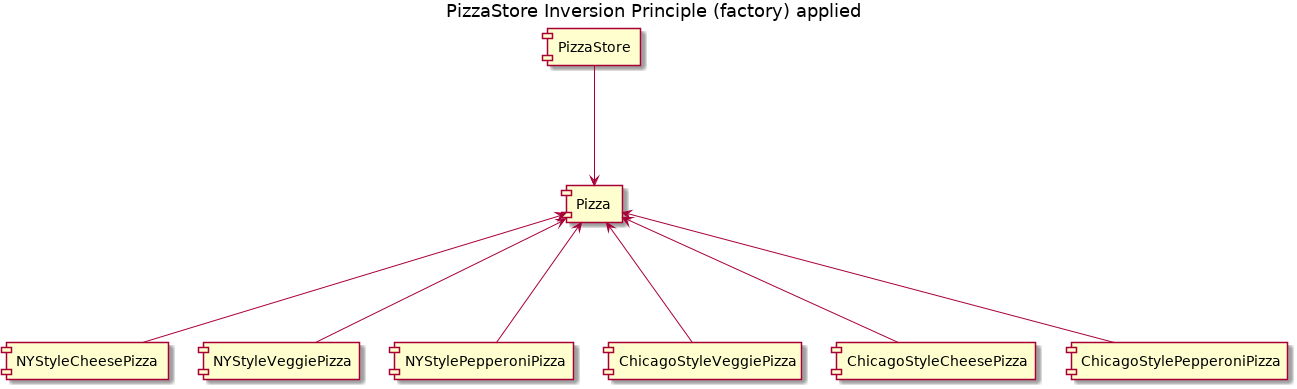 PizzaStore Inversion Principle (factory) applied
PizzaStore
Pizza
NYStyleCheesePizza
NYStyleVeggiePizza
NYStylePepperoniPizza
ChicagoStyleVeggiePizza
ChicagoStyleCheesePizza
ChicagoStylePepperoniPizza